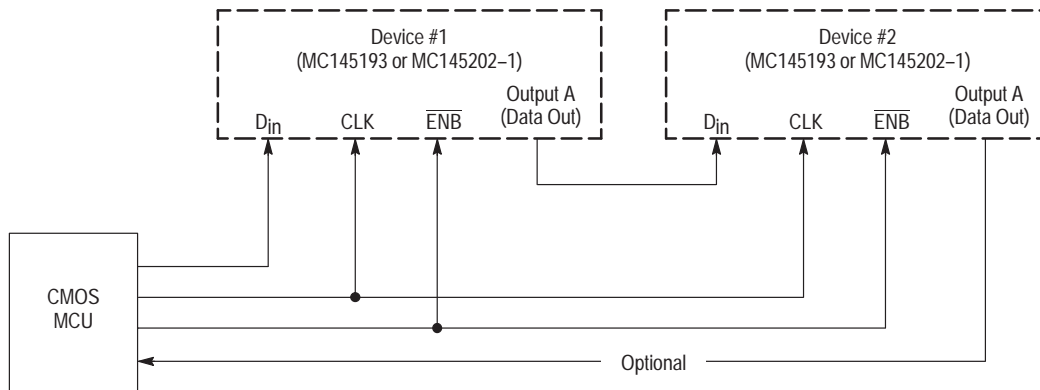 Device #1
(MC145193 or MC145202–1)
Output A
(Data Out)
Din
CLK
ENB
Device #2
(MC145193 or MC145202–1)
Output A
(Data Out)
Din
CLK
ENB
CMOS
MCU
Optional